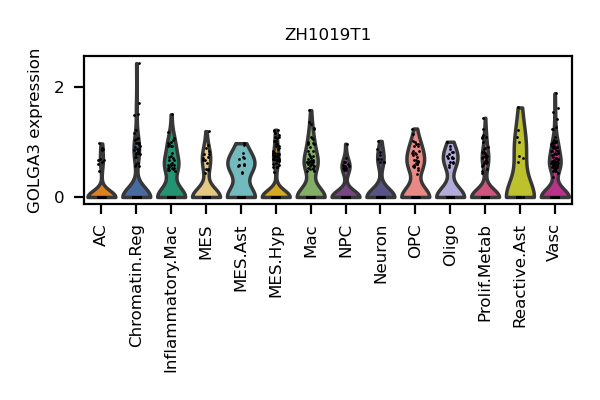 ZH1019T1
GOLGA3 expression
2
0
AC
Chromatin.Reg
Inflammatory.Mac
MES
MES.Ast
MES.Hyp
Mac
NPC
Neuron
OPC
Oligo
Prolif.Metab
Reactive.Ast
Vasc